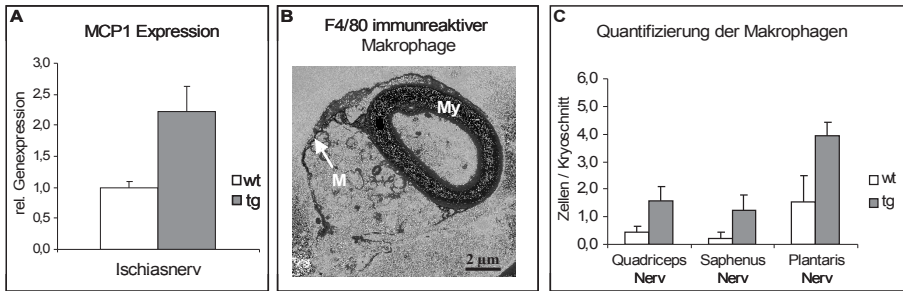 A
MCP1 Expression
rel. Genexpression
3,0
2,5
2,0
1,5
1,0
0,5
0,0
wt
tg
Ischiasnerv
B
F4/80 immunreaktiver
Makrophage
My
M
2 µm
C
Quantifizierung der Makrophagen
Zellen / Kryoschnitt
6,0
5,0
4,0
3,0
2,0
1,0
0,0
wt
tg
Quadriceps Saphenus Plantaris
Nerv Nerv Nerv